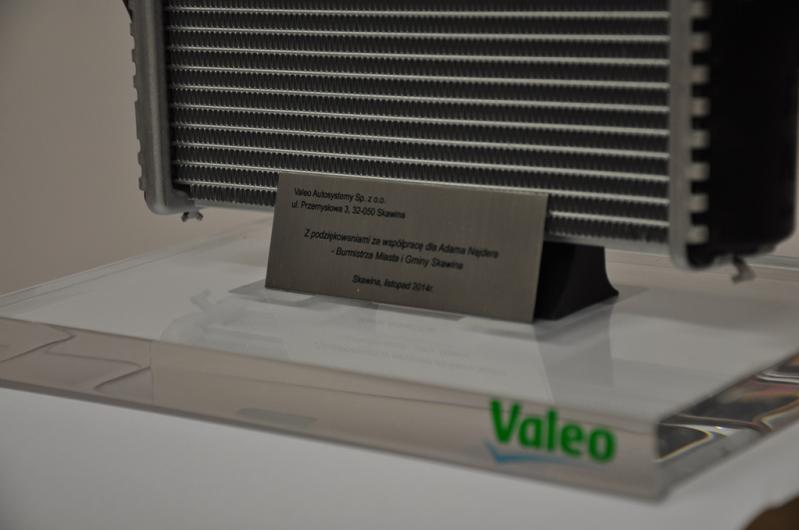 Valeo Autosystemy Sp. z o.o.
ul. Przemysłowa 3, 32-050 Skawina
Z podziękowaniami za współpracę dla Adama Najdera
- Burmistrza Miasta i Gminy Skawina
Skawina, listopad 2014r.
Valeo